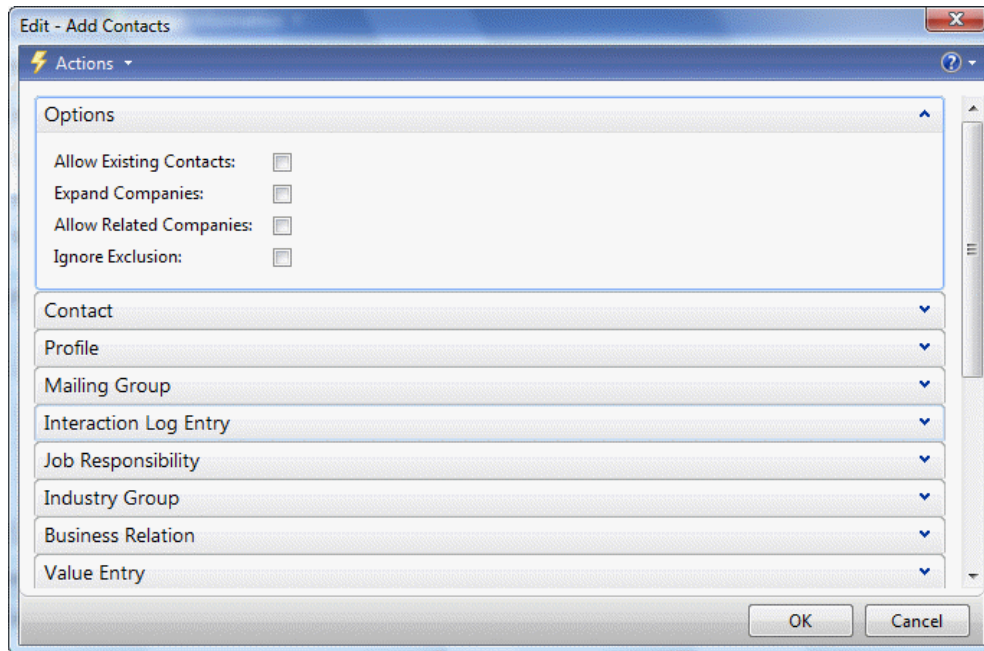 Edit - Add Contacts
Actions
Options
Allow Existing Contacts:
Expand Companies:
Allow Related Companies:
Ignore Exclusion:
Contact
Profile
Mailing Group
Interaction Log Entry
Job Responsibility
Industry Group
Business Relation
Value Entry
OK Cancel